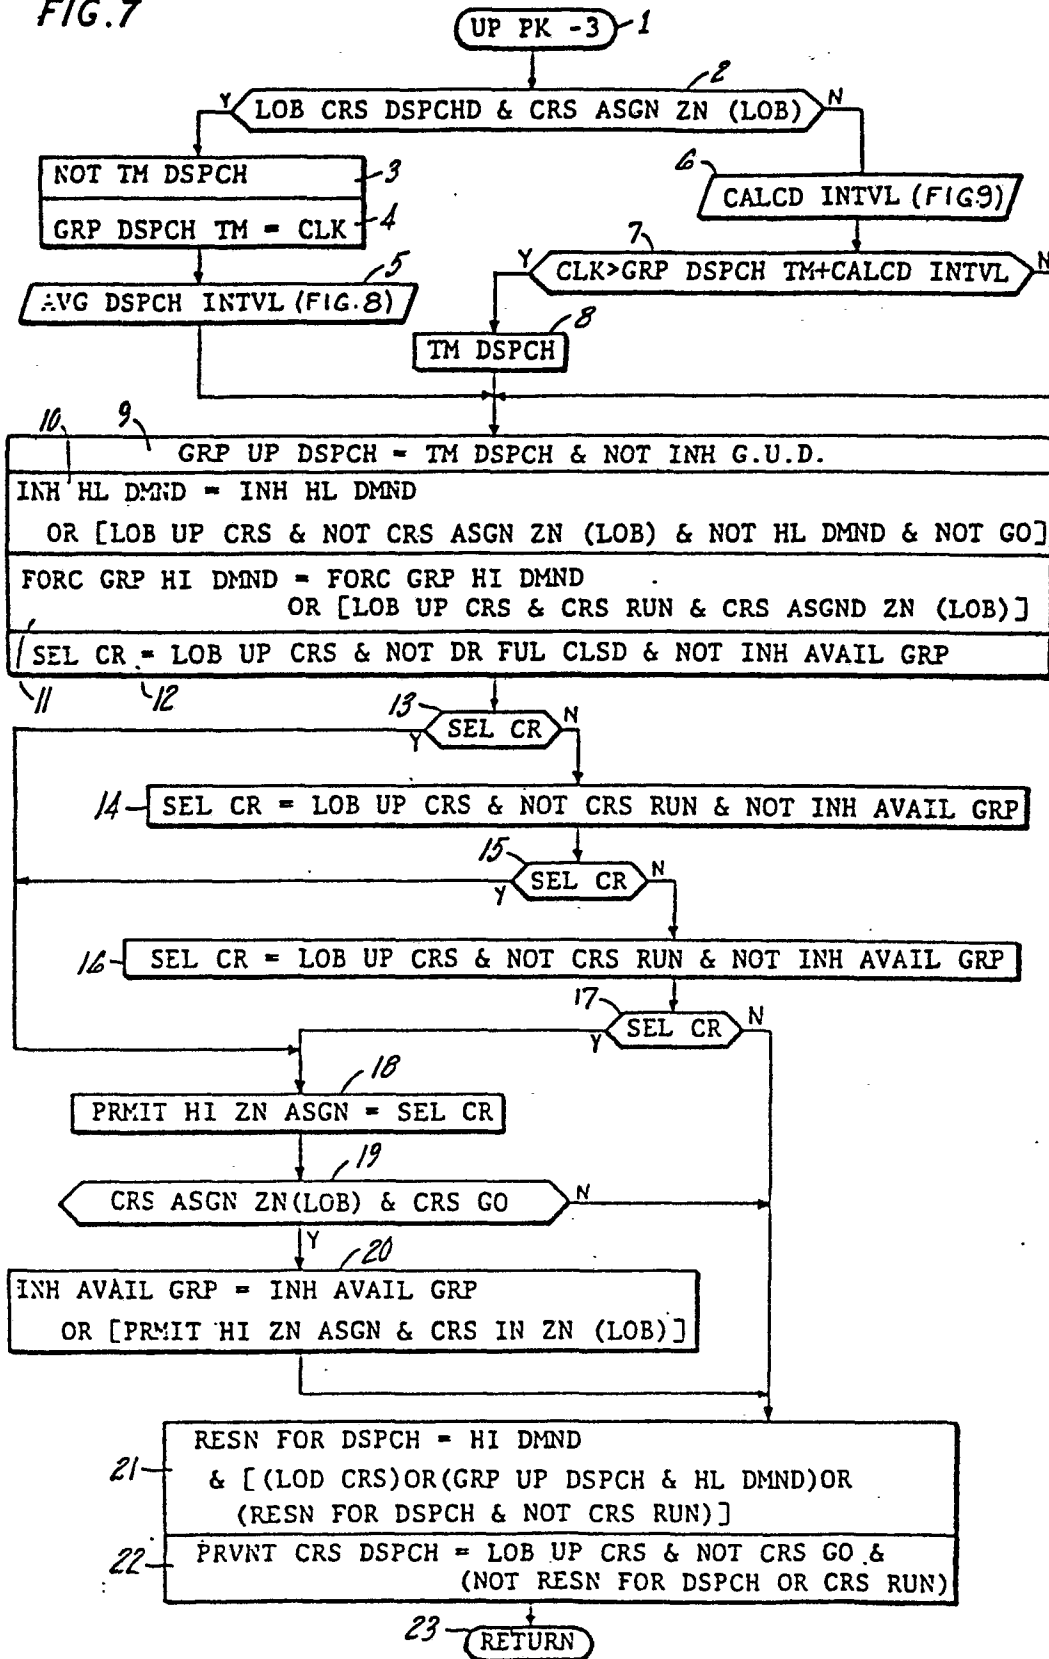 FIG.7
UP PK -3
1
2
Y
LOB CRS DSPCHD & CRS ASGN ZN (LOB)
N
NOT TM DSPCH
3
GRP DSPCH TM = CLK
4
6
CALCD INTVL (FIG9)
5
AVG DSPCH INTVL (FIG.8)
7
Y
CLK>GRP DSPCH TM+CALCD INTVL
N
8
TM DSPCH
10
9
GRP UP DSPCH = TM DSPCH & NOT INH G.U.D.
INH HL DMND = INH HL DMND
OR [LOB UP CRS & NOT CRS ASGN ZN (LOB) & NOT HL DMND & NOT GO]
FORC GRP HI DMND = FORC GRP HI DMND
OR [LOB UP CRS & CRS RUN & CRS ASGND ZN (LOB)]
SEL CR = LOB UP CRS & NOT DR FUL CLSD & NOT INH AVAIL GRP
11
12
13
Y
SEL CR
N
14
SEL CR = LOB UP CRS & NOT CRS RUN & NOT INH AVAIL GRP
15
Y
SEL CR
N
16
SEL CR = LOB UP CRS & NOT CRS RUN & NOT INH AVAIL GRP
17
Y
SEL CR
N
18
PRMIT HI ZN ASGN = SEL CR
19
CRS ASGN ZN(LOB) & CRS GO
N
Y
20
INH AVAIL GRP = INH AVAIL GRP
OR [PRMIT HI ZN ASGN & CRS IN ZN (LOB)]
RESN FOR DSPCH = HI DMND
21
& [(LOD CRS)OR(GRP UP DSPCH & HL DMND)OR
(RESN FOR DSPCH & NOT CRS RUN)]
22
PRVNT CRS DSPCH = LOB UP CRS & NOT CRS GO &
(NOT RESN FOR DSPCH OR CRS RUN)
23
RETURN